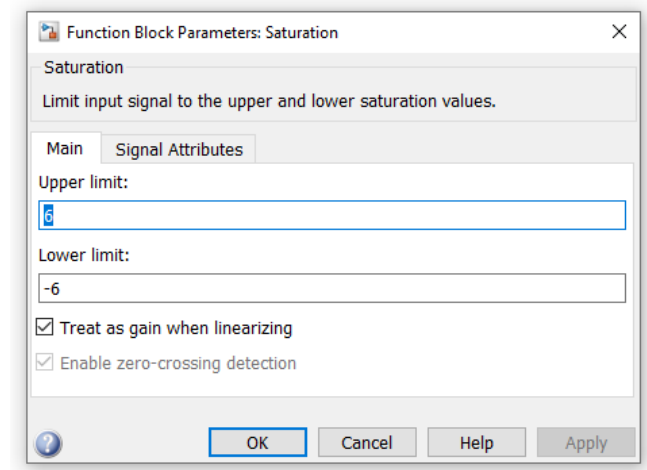 Function Block Parameters: Saturation
Saturation
Limit input signal to the upper and lower saturation values.
Main Signal Attributes
Upper limit:
6
Lower limit:
-6
Treat as gain when linearizing
Enable zero-crossing detection
? OK Cancel Help Apply